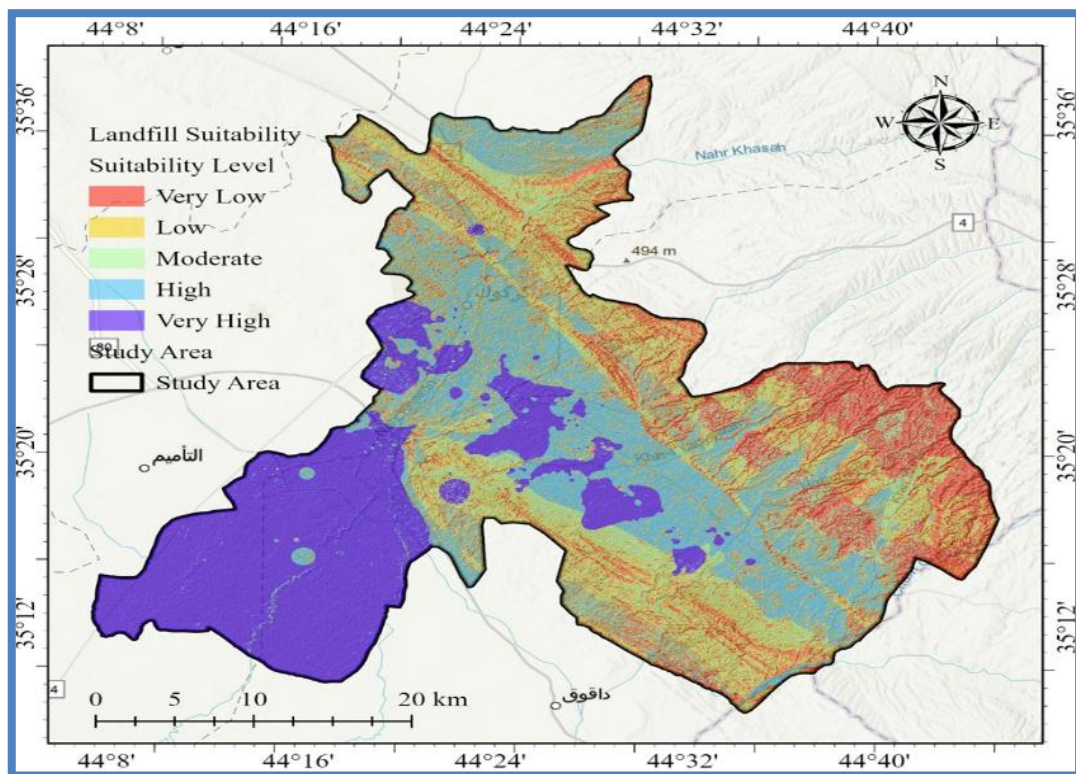 44°8' 44°16' 44°24' 44°32' 44°40'
35°36' 35°36'
N
W E
S
Nahr Khasah
Landfill Suitability
Suitability Level
Very Low
Low
Moderate
High
Very High
Study Area
Study Area
4
494 m
35°28' 35°28'
كركوك
80
35°20' 35°20'
التأميم
35°12' 35°12'
4
0 5 10 20 km
داقوق
44°8' 44°16' 44°24' 44°32' 44°40'